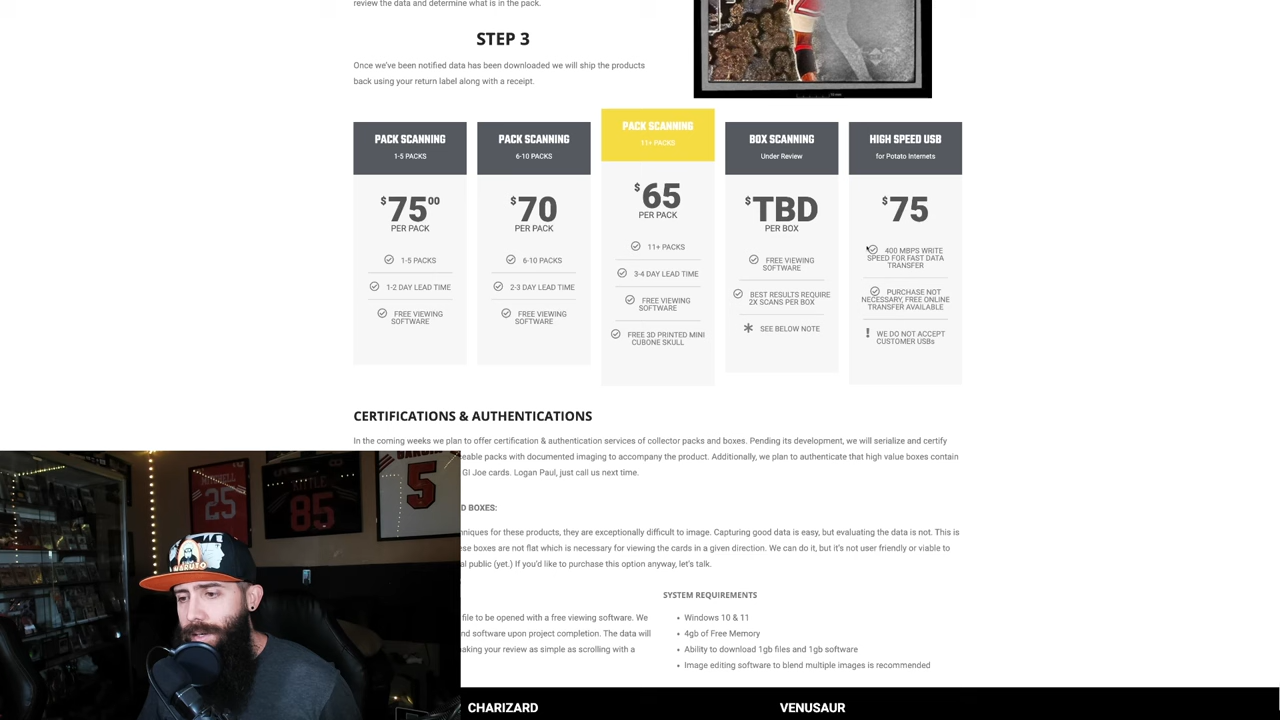 review the data and determine what is in the pack.
STEP 3
Once we've been notified data has been downloaded we will ship the products
back using your return label along with a receipt.
PACK SCANNING
1-5 PACKS
$75.00
PER PACK
1-5 PACKS
1-2 DAY LEAD TIME
FREE VIEWING
SOFTWARE
PACK SCANNING
6-10 PACKS
$70
PER PACK
6-10 PACKS
2-3 DAY LEAD TIME
FREE VIEWING
SOFTWARE
PACK SCANNING
11+ PACKS
$65
PER PACK
11+ PACKS
3-4 DAY LEAD TIME
FREE VIEWING
SOFTWARE
FREE 3D PRINTED MINI
CUBONE SKULL
BOX SCANNING
Under Review
$TBD
PER BOX
FREE VIEWING
SOFTWARE
BEST RESULTS REQUIRE
2X SCANS PER BOX
SEE BELOW NOTE
HIGH SPEED USB
for Potato Internets
$75
400 MBPS WRITE
SPEED FOR FAST DATA
TRANSFER
PURCHASE NOT
NECESSARY, FREE ONLINE
TRANSFER AVAILABLE
WE DO NOT ACCEPT
CUSTOMER USBs
CERTIFICATIONS & AUTHENTICATIONS
In the coming weeks we plan to offer certification & authentication services of collector packs and boxes. Pending its development, we will serialize and certify
packs with documented imaging to accompany the product. Additionally, we plan to authenticate that high value boxes contain
GI Joe cards. Logan Paul, just call us next time.
BOXES:
for these products, they are exceptionally difficult to image. Capturing good data is easy, but evaluating the data is not. This is
boxes are not flat which is necessary for viewing the cards in a given direction. We can do it, but it's not user friendly or viable to
public (yet.) If you'd like to purchase this option anyway, let's talk.
file to be opened with a free viewing software. We
software upon project completion. The data will
your review as simple as scrolling with a
SYSTEM REQUIREMENTS
Windows 10 & 11
4gb of Free Memory
Ability to download 1gb files and 1gb software
Image editing software to blend multiple images is recommended
25
85
5
CHARIZARD
VENUSAUR